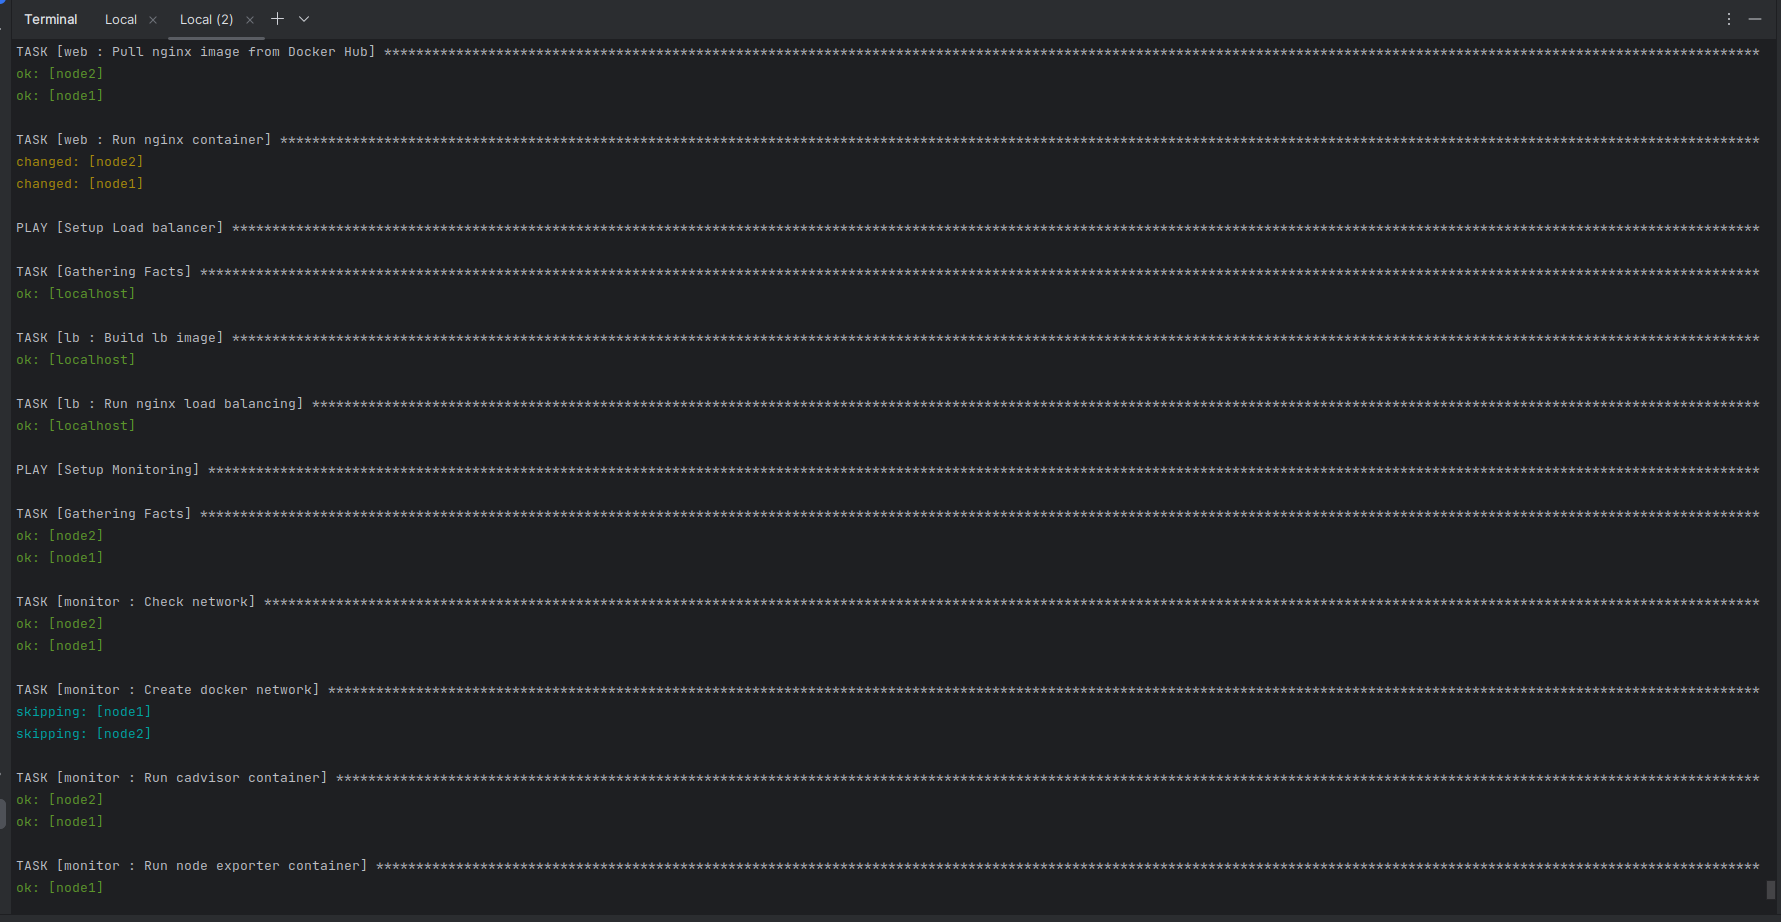 Terminal Local × Local (2) ×
TASK [web : Pull nginx image from Docker Hub] ****************************************************************************************************************************************************************************
ok: [node2]
ok: [node1]
TASK [web : Run nginx container] *****************************************************************************************************************************************************************************************
changed: [node2]
changed: [node1]
PLAY [Setup Load balancer] ***********************************************************************************************************************************************************************************************
TASK [Gathering Facts] ***************************************************************************************************************************************************************************************************
ok: [localhost]
TASK [lb : Build lb image] ***********************************************************************************************************************************************************************************************
ok: [localhost]
TASK [lb : Run nginx load balancing] *************************************************************************************************************************************************************************************
ok: [localhost]
PLAY [Setup Monitoring] **************************************************************************************************************************************************************************************************
TASK [Gathering Facts] ***************************************************************************************************************************************************************************************************
ok: [node2]
ok: [node1]
TASK [monitor : Check network] *******************************************************************************************************************************************************************************************
ok: [node2]
ok: [node1]
TASK [monitor : Create docker network] ***********************************************************************************************************************************************************************************
skipping: [node1]
skipping: [node2]
TASK [monitor : Run cadvisor container] **********************************************************************************************************************************************************************************
ok: [node2]
ok: [node1]
TASK [monitor : Run node exporter container] *****************************************************************************************************************************************************************************
ok: [node1]